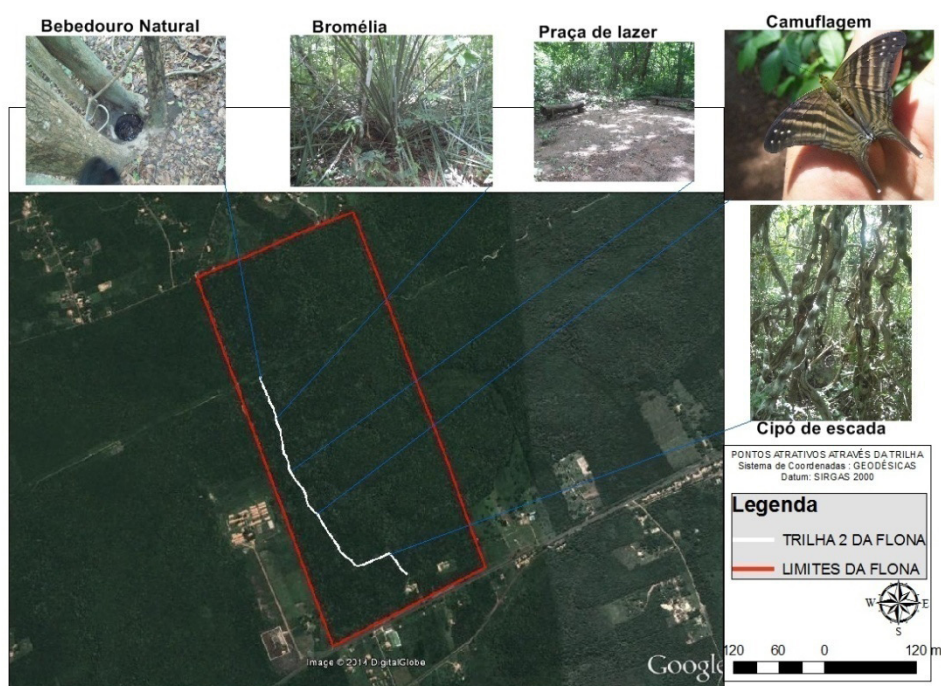 Bebedouro Natural
Bromélia
Praça de lazer
Camuflagem
Cipó de escada
PONTOS ATRATIVOS ATRAVÉS DA TRILHA
Sistema de Coordenadas : GEODÉSICAS
Datum: SIRGAS 2000
Legenda
TRILHA 2 DA FLONA
LIMITES DA FLONA
N
W E
S
120 60 0 120 m
Image © 2014 DigitalGlobe
Google